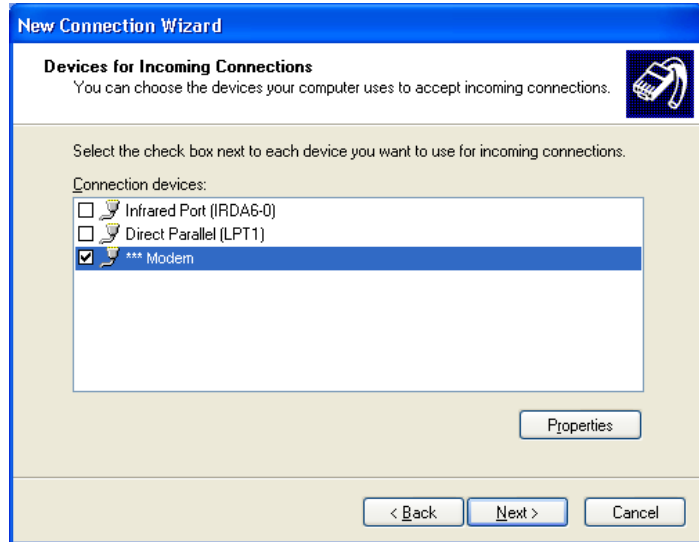 New Connection Wizard
Devices for Incoming Connections
You can choose the devices your computer uses to accept incoming connections.
Select the check box next to each device you want to use for incoming connections.
Connection devices:
Infrared Port (IRDA6-0)
Direct Parallel (LPT1)
*** Modem
Properties
< Back Next > Cancel